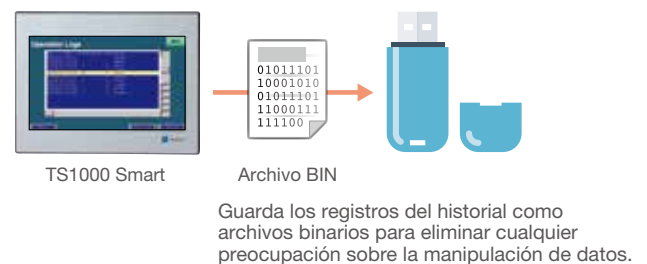 Operation Logs
01011101
10001010
01011101
11000111
111100
TS1000 Smart
Archivo BIN
Guarda los registros del historial como
archivos binarios para eliminar cualquier
preocupación sobre la manipulación de datos.